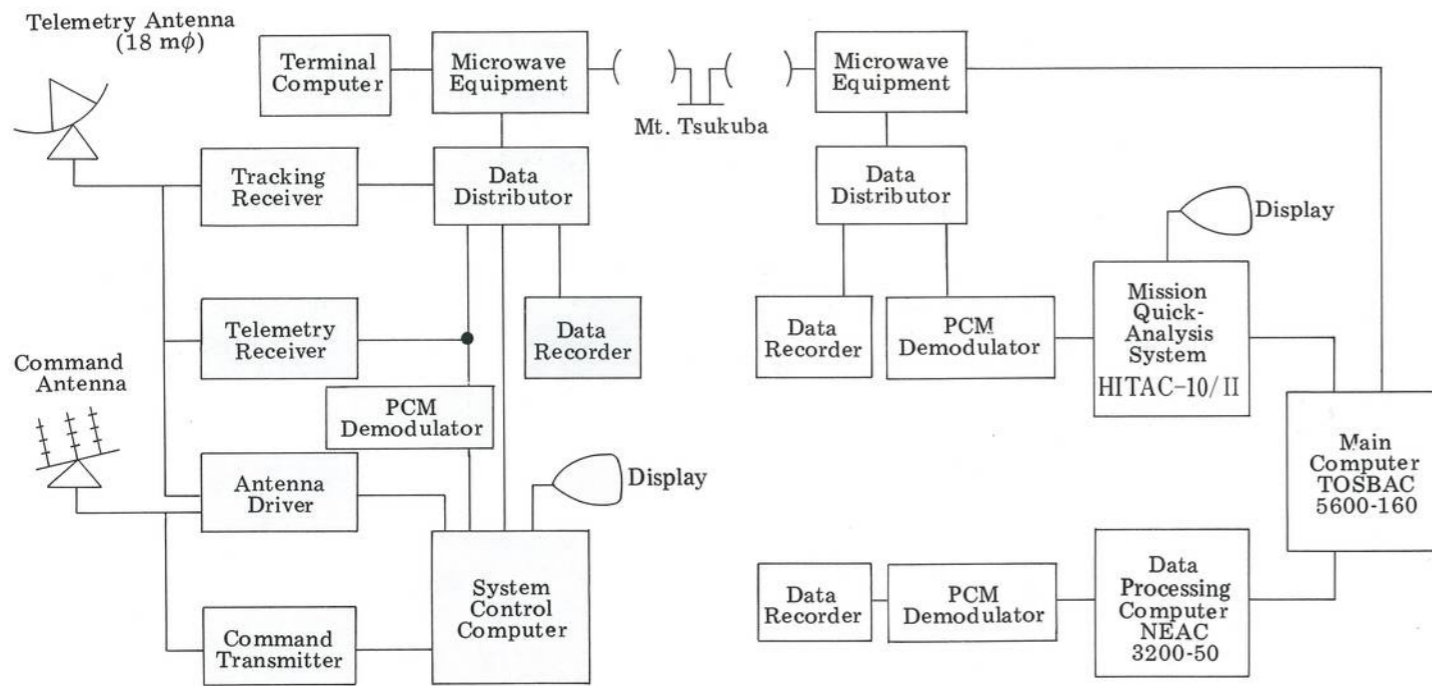 Telemetry Antenna
(18 mφ)
Terminal
Computer
Microwave
Equipment
Mt. Tsukuba
Microwave
Equipment
Tracking
Receiver
Data
Distributor
Data
Distributor
Display
Telemetry
Receiver
Data
Recorder
Data
Recorder
PCM
Demodulator
Mission
Quick-
Analysis
System
HITAC-10/II
Command
Antenna
PCM
Demodulator
Main
Computer
TOSBAC
5600-160
Antenna
Driver
Display
System
Control
Computer
Data
Recorder
PCM
Demodulator
Data
Processing
Computer
NEAC
3200-50
Command
Transmitter